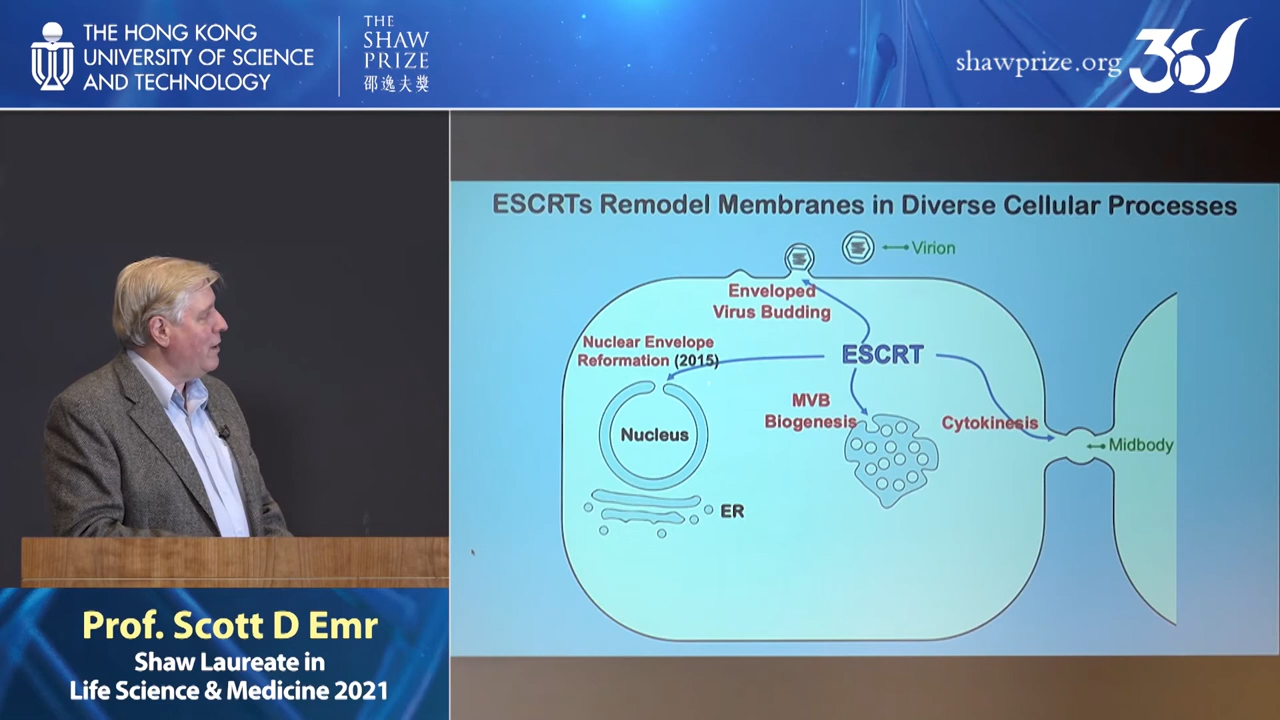 THE HONG KONG
UNIVERSITY OF SCIENCE
AND TECHNOLOGY
THE
SHAW
PRIZE
邵逸夫獎
shawprize.org
30
ESCRTs Remodel Membranes in Diverse Cellular Processes
Virion
Enveloped
Virus Budding
Nuclear Envelope
Reformation (2015)
ESCRT
MVB
Biogenesis
Cytokinesis
Nucleus
Midbody
ER
Prof. Scott D Emr
Shaw Laureate in
Life Science & Medicine 2021